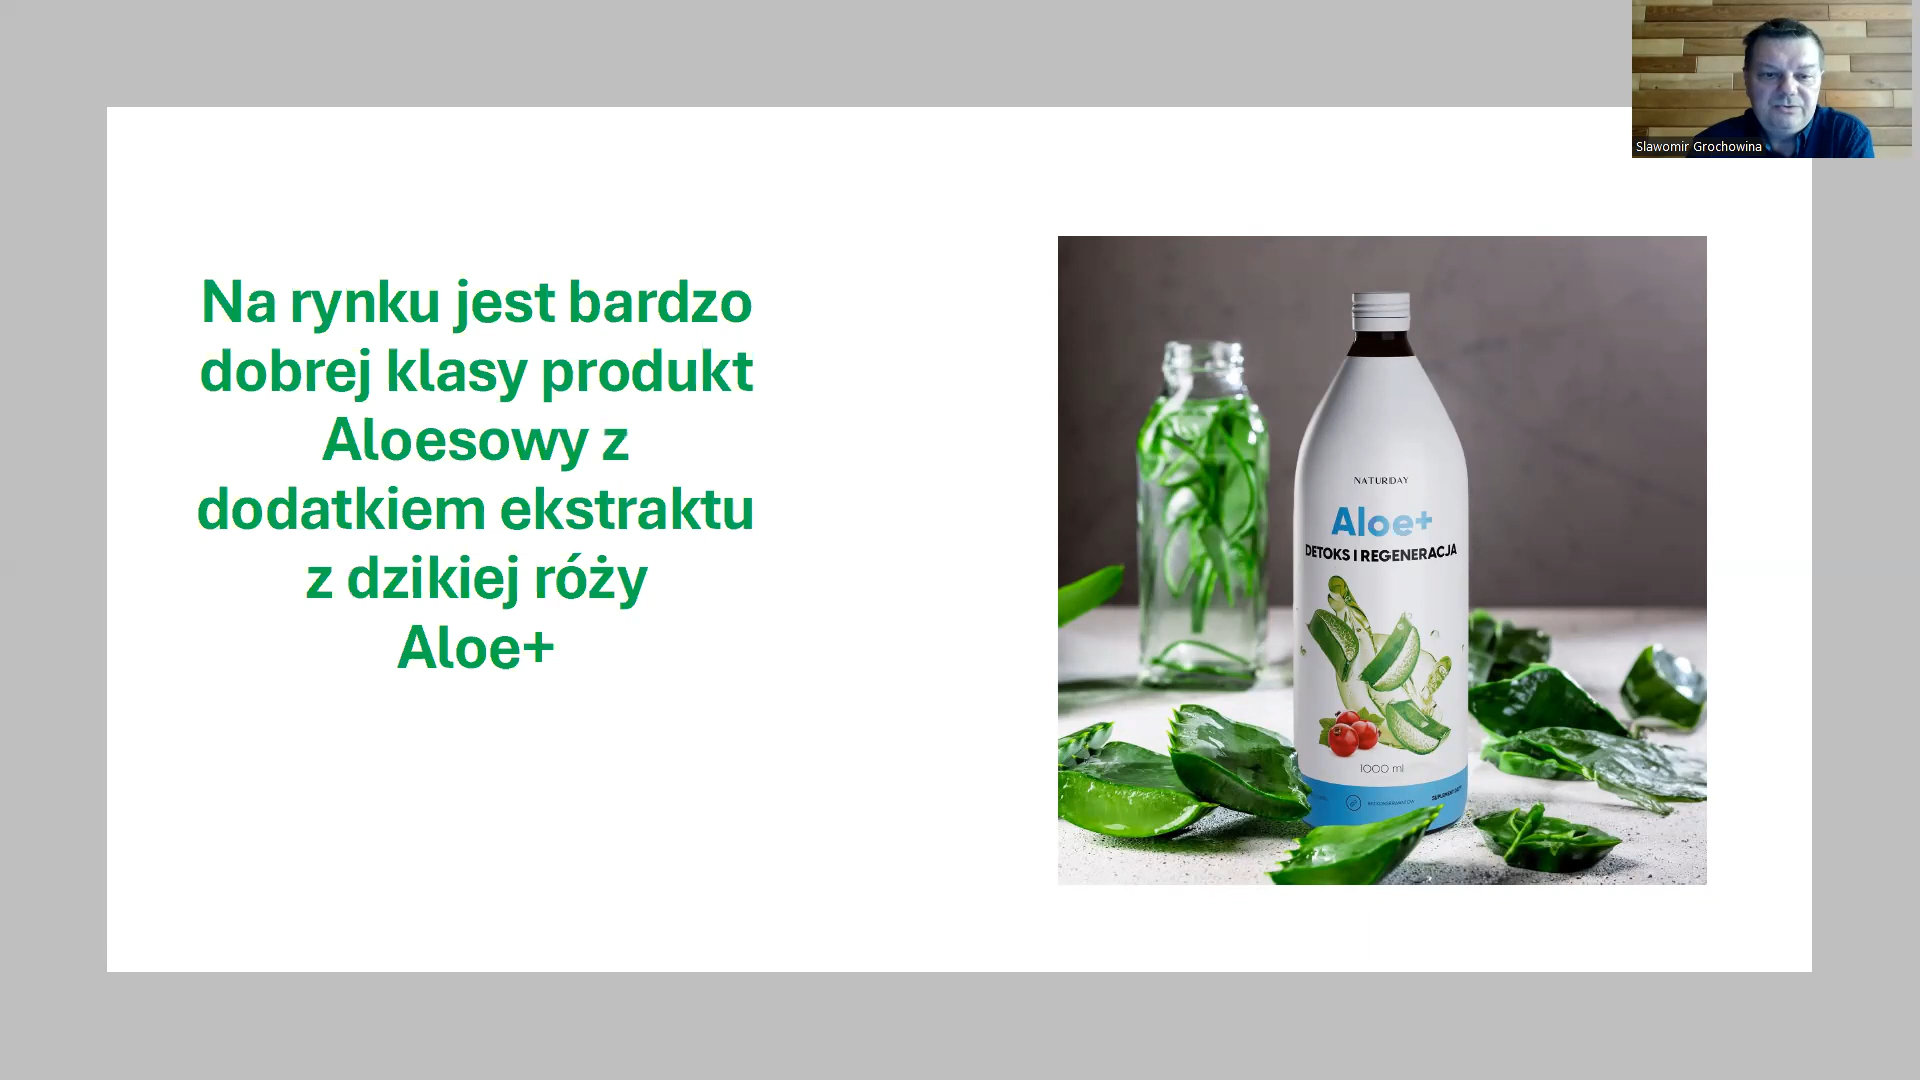 Slawomir Grochowina
Na rynku jest bardzo
dobrej klasy produkt
Aloesowy z
dodatkiem ekstraktu
z dzikiej róży
Aloe+
NATURDAY
Aloe+
DETOKS I REGENERACJA
1000 ml